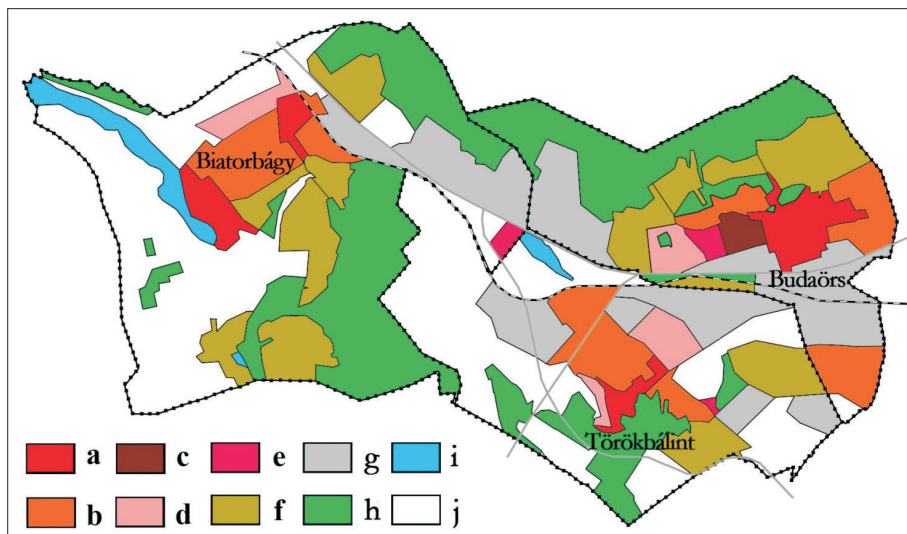 Biatorbágy
Budaörs
Törökbálint
a c e g i
b d f h j